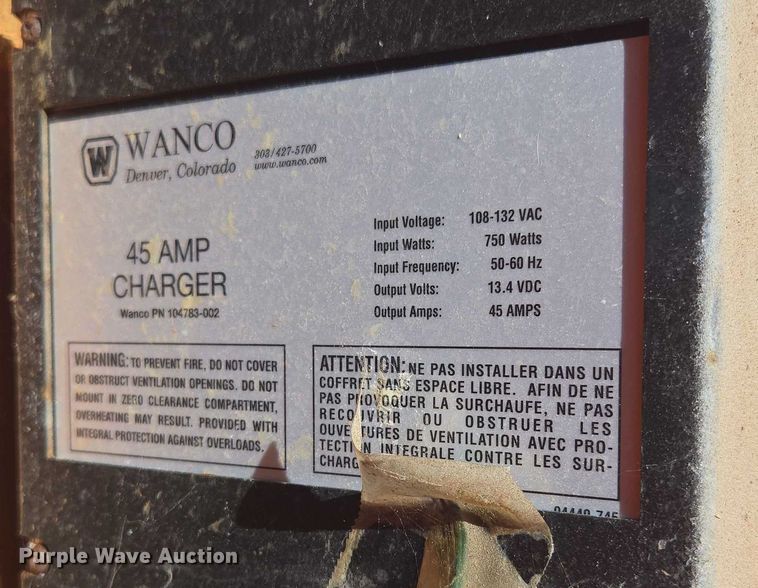 W WANCO
Denver, Colorado
303/427-5700
www.wanco.com
45 AMP
CHARGER
Wanco PN 104783-002
Input Voltage: 108-132 VAC
Input Watts: 750 Watts
Input Frequency: 50-60 Hz
Output Volts: 13.4 VDC
Output Amps: 45 AMPS
WARNING: TO PREVENT FIRE, DO NOT COVER
OR OBSTRUCT VENTILATION OPENINGS. DO NOT
MOUNT IN ZERO CLEARANCE COMPARTMENT,
OVERHEATING MAY RESULT. PROVIDED WITH
INTEGRAL PROTECTION AGAINST OVERLOADS.
ATTENTION: NE PAS INSTALLER DANS UN
COFFRET SANS ESPACE LIBRE. AFIN DE NE
PAS PROVOQUER LA SURCHAUFE, NE PAS
RECOUVRIR OU OBSTRUER LES
OUVERTURES DE VENTILATION AVEC PRO-
TECTION INTEGRALE CONTRE LES SUR-
CHARG
Purple Wave Auction